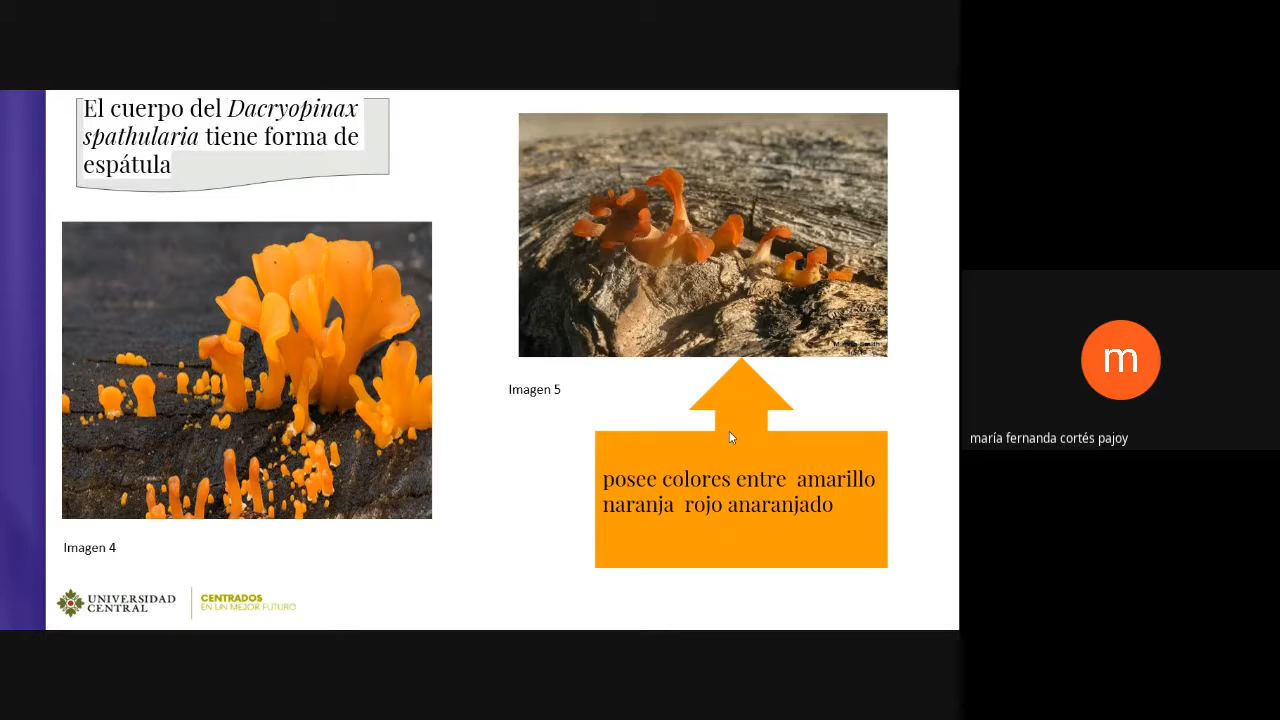 El cuerpo del Dacryopinax
spathularia tiene forma de
espátula
Imagen 5
posee colores entre  amarillo
naranja  rojo anaranjado
Imagen 4
UNIVERSIDAD
CENTRAL
CENTRADOS
EN UN MEJOR FUTURO
m
maría fernanda cortés pajoy